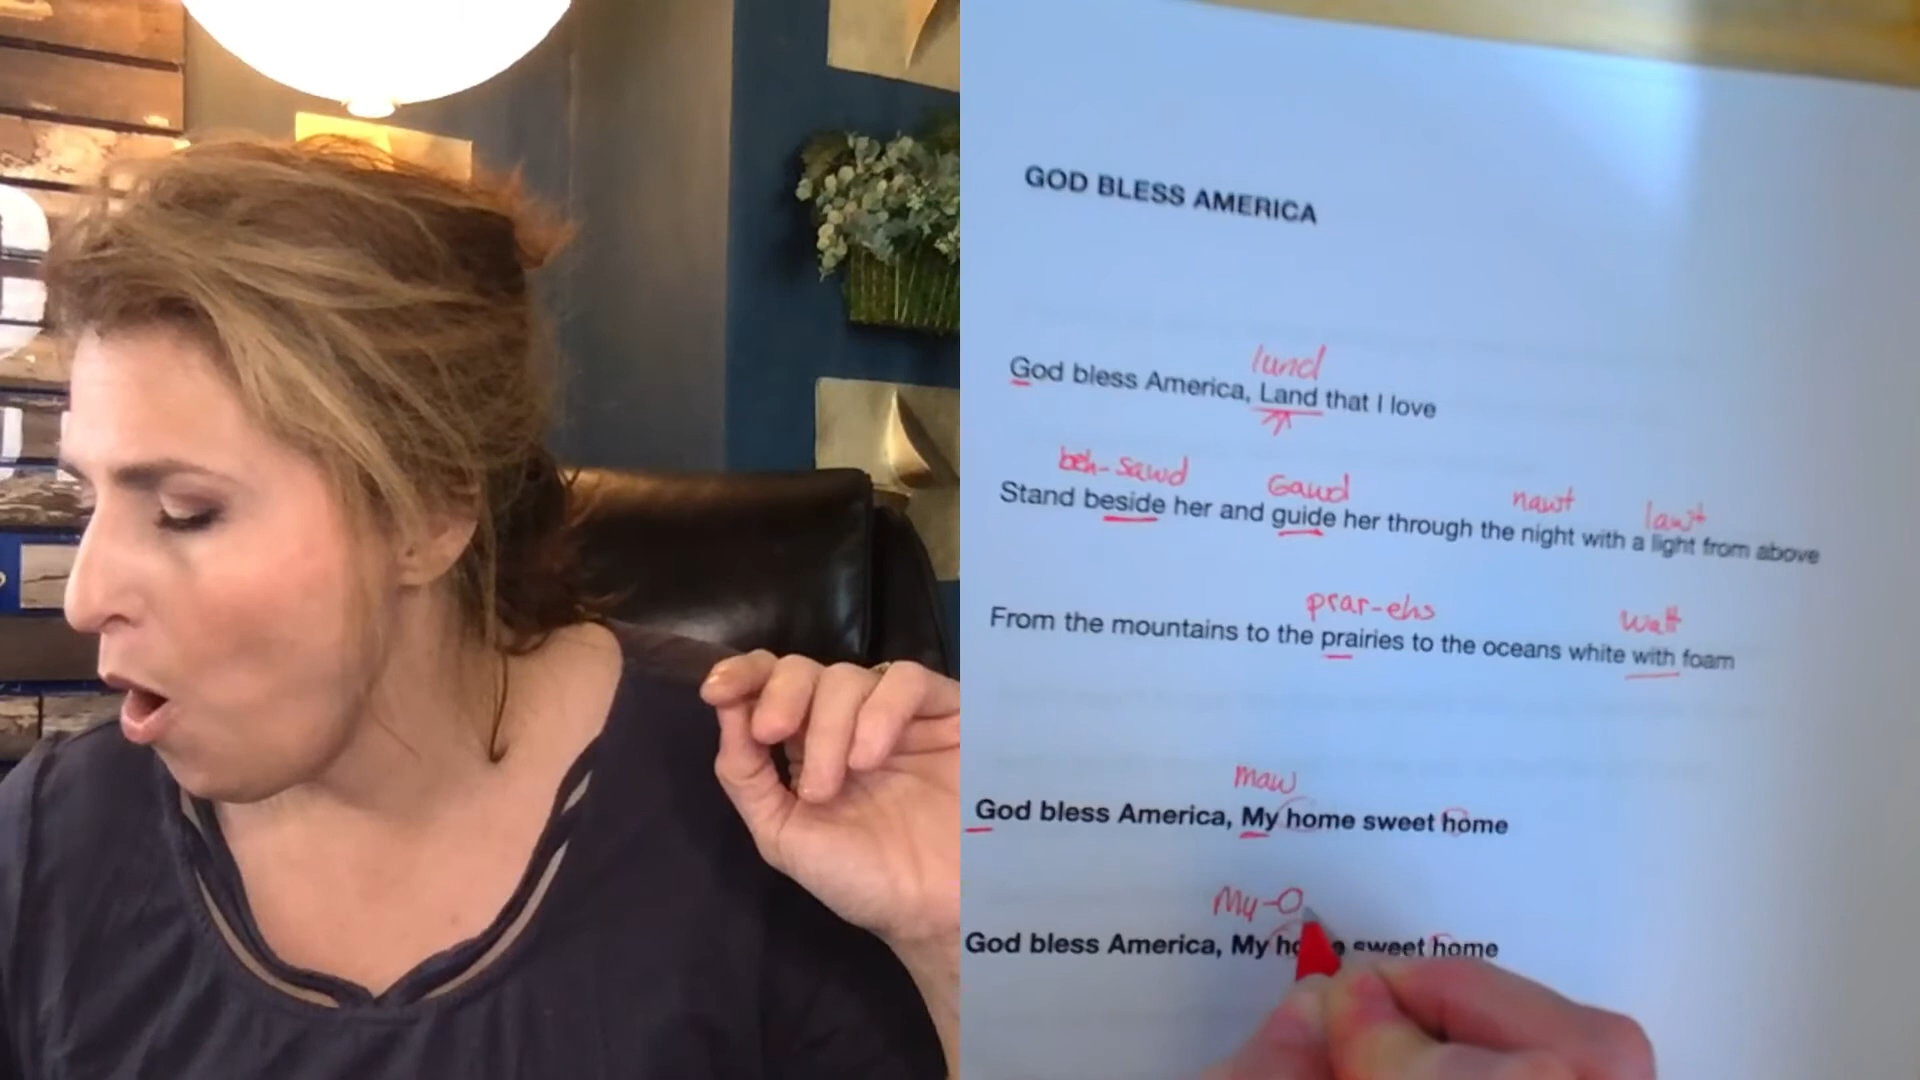 GOD BLESS AMERICA
lund
God bless America, Land that I love
beh-sawd Gawd nawt lawt
Stand beside her and guide her through the night with a light from above
prar-ehs watt
From the mountains to the prairies to the oceans white with foam
maw
God bless America, My home sweet home
My-O
God bless America, My sweet home